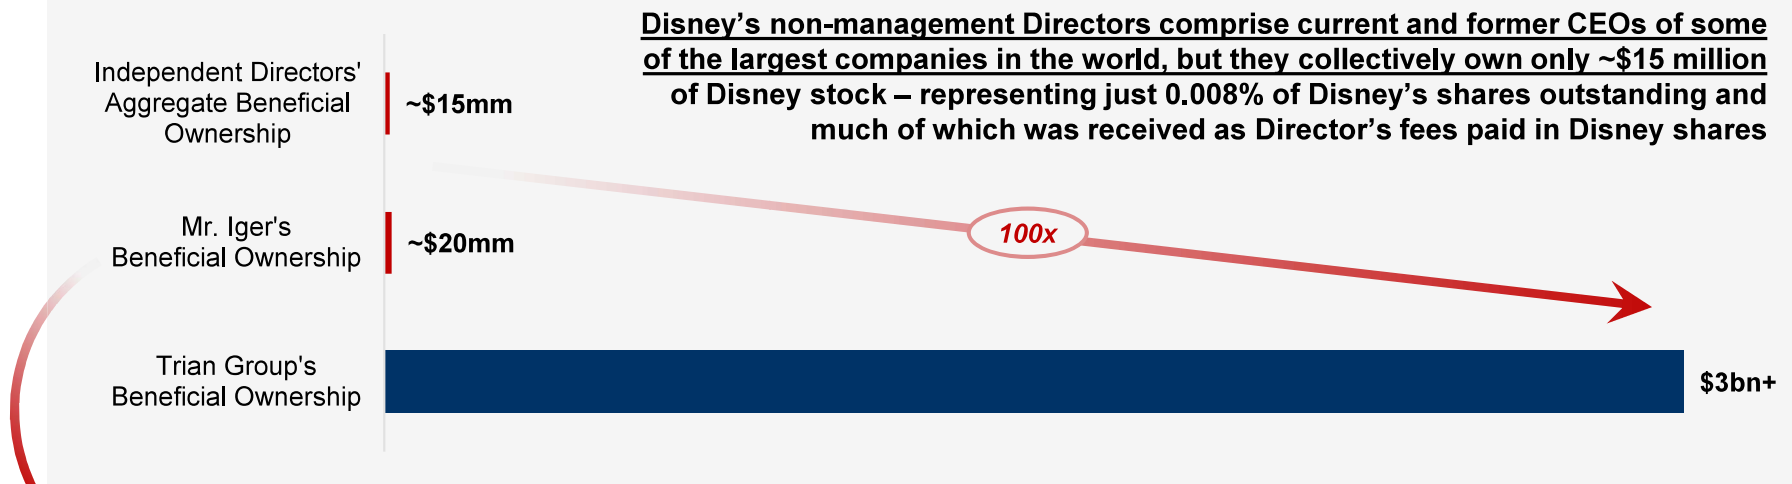 Disney’s non-management Directors comprise current and former CEOs of some
of the largest companies in the world, but they collectively own only ~$15 million
of Disney stock – representing just 0.008% of Disney’s shares outstanding and
much of which was received as Director’s fees paid in Disney shares
Independent Directors'
Aggregate Beneficial
Ownership
~$15mm
Mr. Iger's
Beneficial Ownership
~$20mm
100x
Trian Group's
Beneficial Ownership
$3bn+